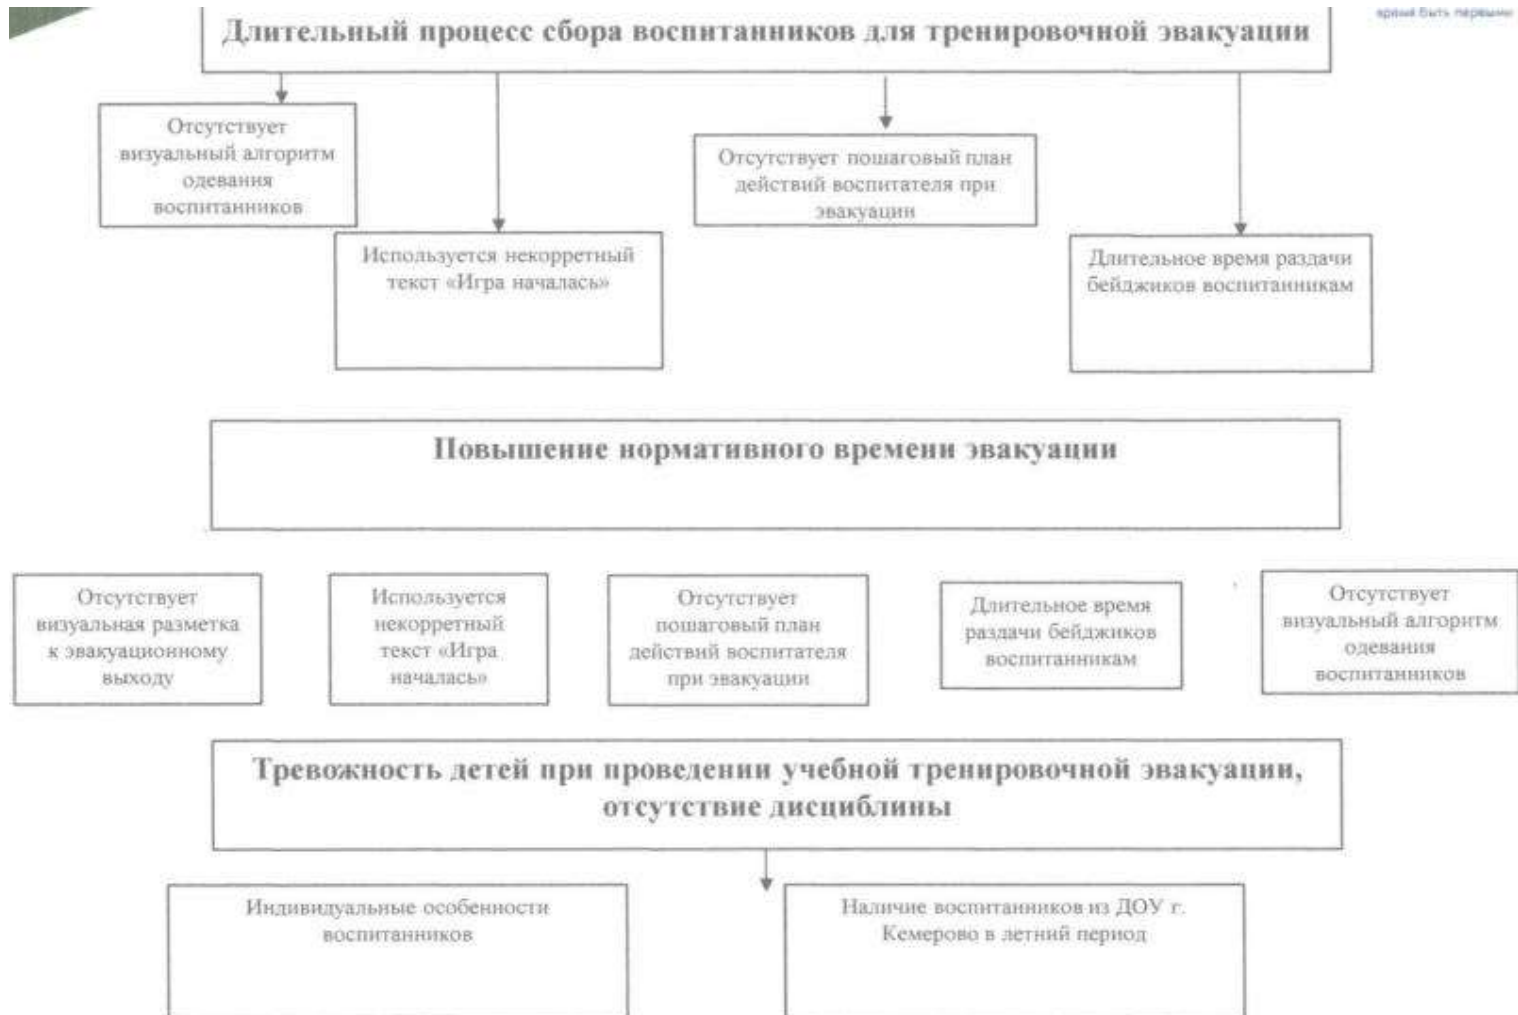 время быть первыми
Длительный процесс сбора воспитанников для тренировочной эвакуации
Отсутствует
визуальный алгоритм
одевания
воспитанников
Используется некорретный
текст «Игра началась»
Отсутствует пошаговый план
действий воспитателя при
эвакуации
Длительное время раздачи
бейджиков воспитанникам
Повышение нормативного времени эвакуации
Отсутствует
визуальная разметка
к эвакуационному
выходу
Используется
некорретный
текст «Игра
началась»
Отсутствует
пошаговый план
действий воспитателя
при эвакуации
Длительное время
раздачи бейджиков
воспитанникам
Отсутствует
визуальный алгоритм
одевания
воспитанников
Тревожность детей при проведении учебной тренировочной эвакуации,
отсутствие дисциблины
Индивидуальные особенности
воспитанников
Наличие воспитанников из ДОУ г.
Кемерово в летний период